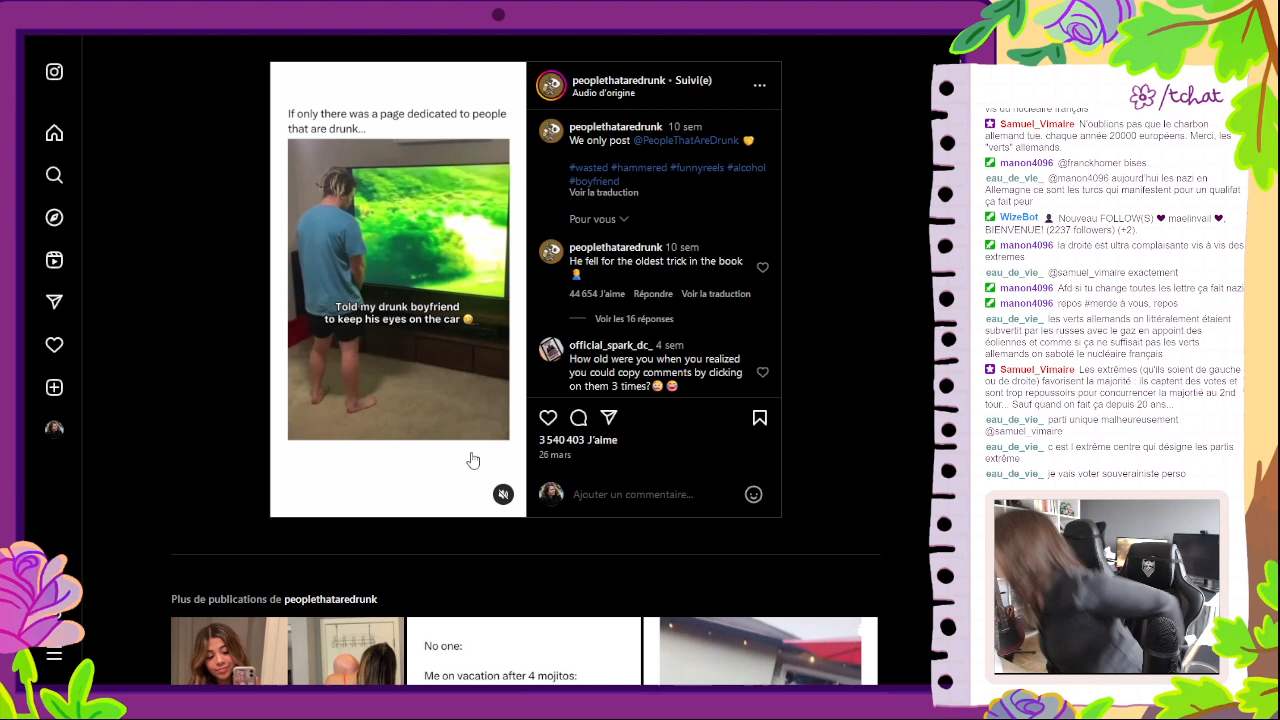 If only there was a page dedicated to people
that are drunk...
Told my drunk boyfriend
to keep his eyes on the car
peoplethataredrunk • Suivi(e)
Audio d'origine
peoplethataredrunk 10 sem
We only post @PeopleThatAreDrunk
#wasted #hammered #funnyreels #alcohol
#boyfriend
Voir la traduction
Pour vous
peoplethataredrunk 10 sem
He fell for the oldest trick in the book
44 654 J'aime Répondre Voir la traduction
Voir les 16 réponses
official_spark_dc_ 4 sem
How old were you when you realized
you could copy comments by clicking
on them 3 times?
3 540 403 J'aime
26 mars
Ajouter un commentaire...
Plus de publications de peoplethataredrunk
No one:
Me on vacation after 4 mojitos:
/tchat
vis du nucléaire français
Samuel_Vimaire N'oublions pas que le charbon
allemand tue. chaque année 20000 européens. Merci, les
"verts" allemands.
manon4096 @franckhomer bises
eau_de_vie_ @manon4096 aujourd'hui les nazi en
Allemagne ce sont les turcs qui manifestent pour un qualifat
ça fait peur
WizeBot Nouveau FOLLOW(S) ❤ maelinvail ❤,
BIENVENUE! (2237 followers) (+2).
manon4096 la droite est ultra complaisante vis à vis des
extremes
eau_de_vie_ @samuel_vimaire exactement
manon4096 Afd si tu change toutes les lettre ça fait nazi
manon4096 repos #merde à vous, repos
eau_de_vie_ les verts allemands on littéralement étaient
subvertit par les russes avec le gaz en appoint des
éoliennes et comme si ça ne suffisait pas les verts
allemands on saboté le nucléaire français
Samuel_Vimaire Les extrêmes (qu'ils soient de gauche
ou de droite) favorisent la majorité : ils captent des votes et
sont trop repoussoirs pour concurrencer la majortié au 2nd
tour... Sauf quand on fait ça depuis 20 ans...
eau_de_vie_ parti unique malheureusement
@samuel_vimaire
eau_de_vie_ c est l extrême centre qui désigne les partis
extrême
eau_de_vie_ je vais voter souverainiste perso